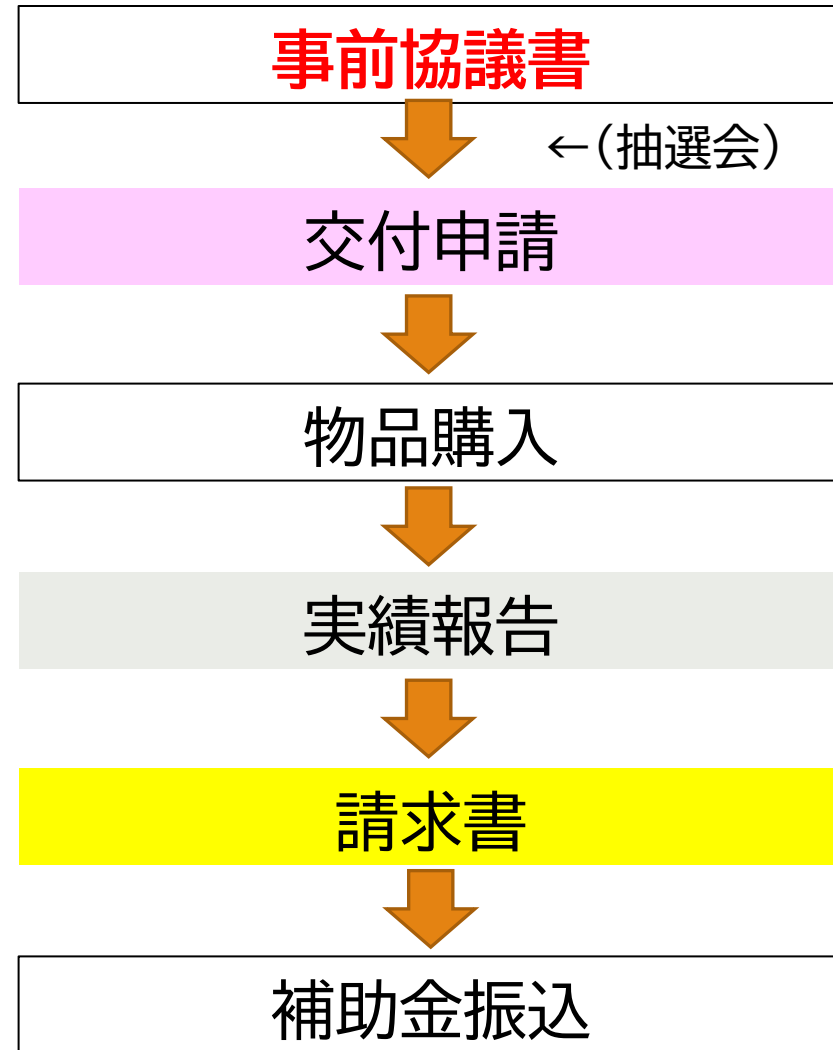 事前協議書
←（抽選会）
交付申請
物品購入
実績報告
請求書
補助金振込